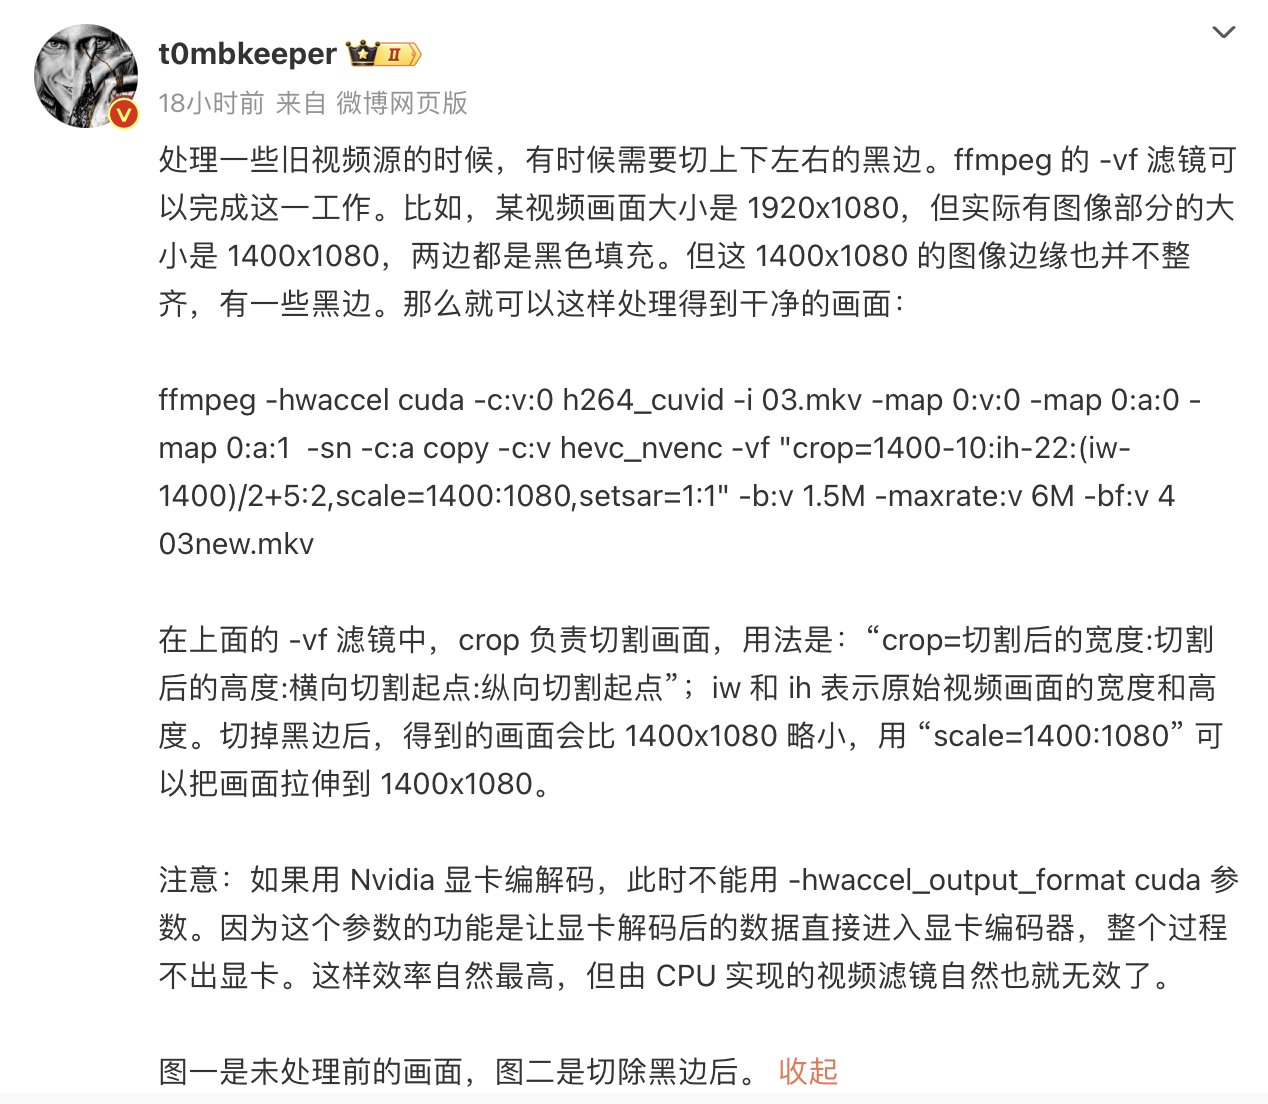 t0mbkeeper II
18小时前 来自 微博网页版
处理一些旧视频源的时候，有时候需要切上下左右的黑边。ffmpeg 的 -vf 滤镜可
以完成这一工作。比如，某视频画面大小是 1920x1080，但实际有图像部分的大
小是 1400x1080，两边都是黑色填充。但这 1400x1080 的图像边缘也并不整
齐，有一些黑边。那么就可以这样处理得到干净的画面：
ffmpeg -hwaccel cuda -c:v:0 h264_cuvid -i 03.mkv -map 0:v:0 -map 0:a:0 -
map 0:a:1  -sn -c:a copy -c:v hevc_nvenc -vf "crop=1400-10:ih-22:(iw-
1400)/2+5:2,scale=1400:1080,setsar=1:1" -b:v 1.5M -maxrate:v 6M -bf:v 4
03new.mkv
在上面的 -vf 滤镜中，crop 负责切割画面，用法是：“crop=切割后的宽度:切割
后的高度:横向切割起点:纵向切割起点”；iw 和 ih 表示原始视频画面的宽度和高
度。切掉黑边后，得到的画面会比 1400x1080 略小，用 “scale=1400:1080” 可
以把画面拉伸到 1400x1080。
注意：如果用 Nvidia 显卡编解码，此时不能用 -hwaccel_output_format cuda 参
数。因为这个参数的功能是让显卡解码后的数据直接进入显卡编码器，整个过程
不出显卡。这样效率自然最高，但由 CPU 实现的视频滤镜自然也就无效了。
图一是未处理前的画面，图二是切除黑边后。 收起